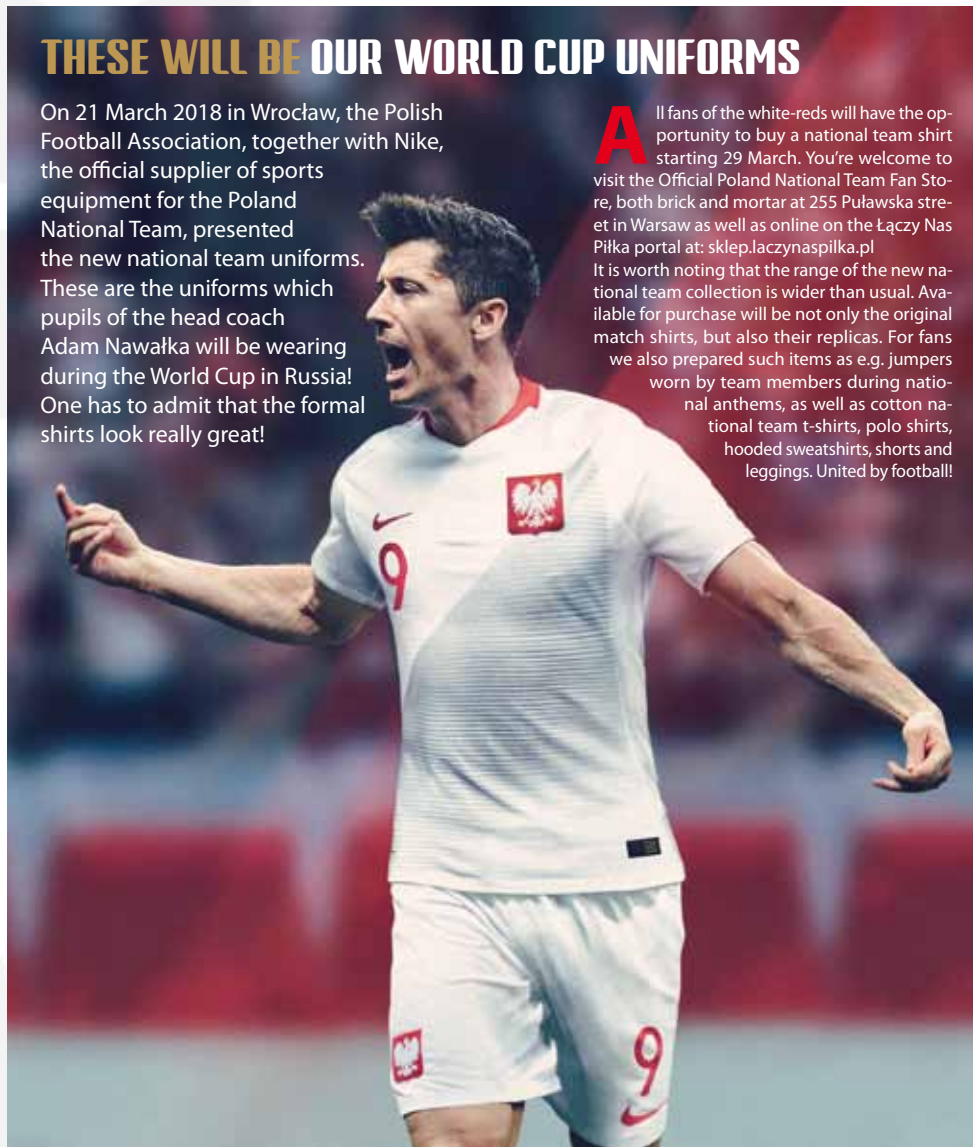 THESE WILL BE OUR WORLD CUP UNIFORMS
On 21 March 2018 in Wrocław, the Polish
Football Association, together with Nike,
the official supplier of sports
equipment for the Poland
National Team, presented
the new national team uniforms.
These are the uniforms which
pupils of the head coach
Adam Nawałka will be wearing
during the World Cup in Russia!
One has to admit that the formal
shirts look really great!
All fans of the white-reds will have the op-
portunity to buy a national team shirt
starting 29 March. You're welcome to
visit the Official Poland National Team Fan Sto-
re, both brick and mortar at 255 Puławska stre-
et in Warsaw as well as online on the Łączy Nas
Piłka portal at: sklep.laczynaspilka.pl
It is worth noting that the range of the new na-
tional team collection is wider than usual. Ava-
ilable for purchase will be not only the original
match shirts, but also their replicas. For fans
we also prepared such items as e.g. jumpers
worn by team members during natio-
nal anthems, as well as cotton na-
tional team t-shirts, polo shirts,
hooded sweatshirts, shorts and
leggings. United by football!
9
9